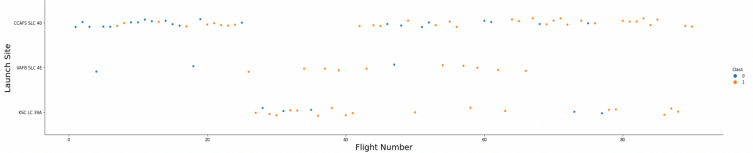 CCAFS SLC 40
VAFB SLC 4E
KSC LC 39A
Launch Site
0 20 40 60 80
Flight Number
Class
0
1